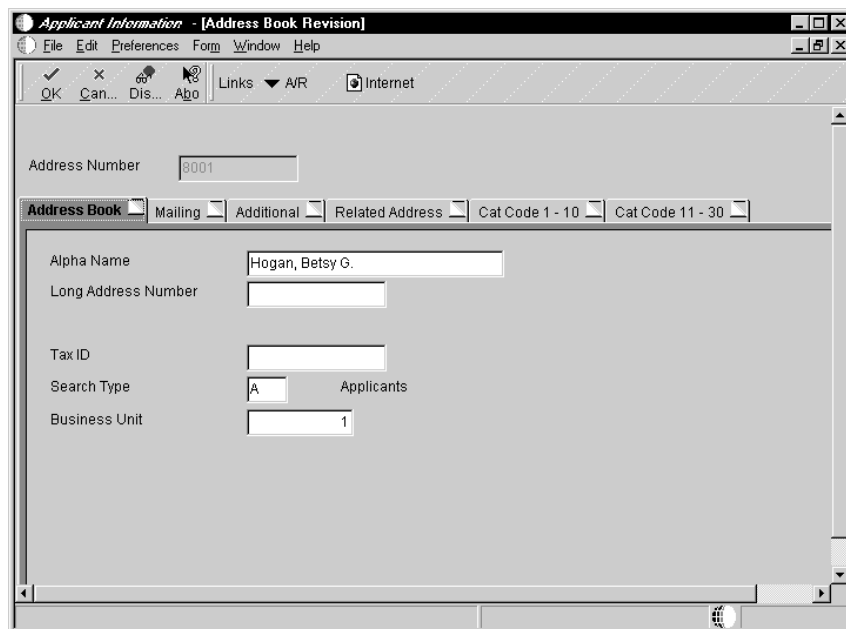 Applicant Information - [Address Book Revision]
File Edit Preferences Form Window Help
OK Can... Dis... Abo Links A/R Internet
Address Number 8001
Address Book Mailing Additional Related Address Cat Code 1 - 10 Cat Code 11 - 30
Alpha Name Hogan, Betsy G.
Long Address Number
Tax ID
Search Type A Applicants
Business Unit 1